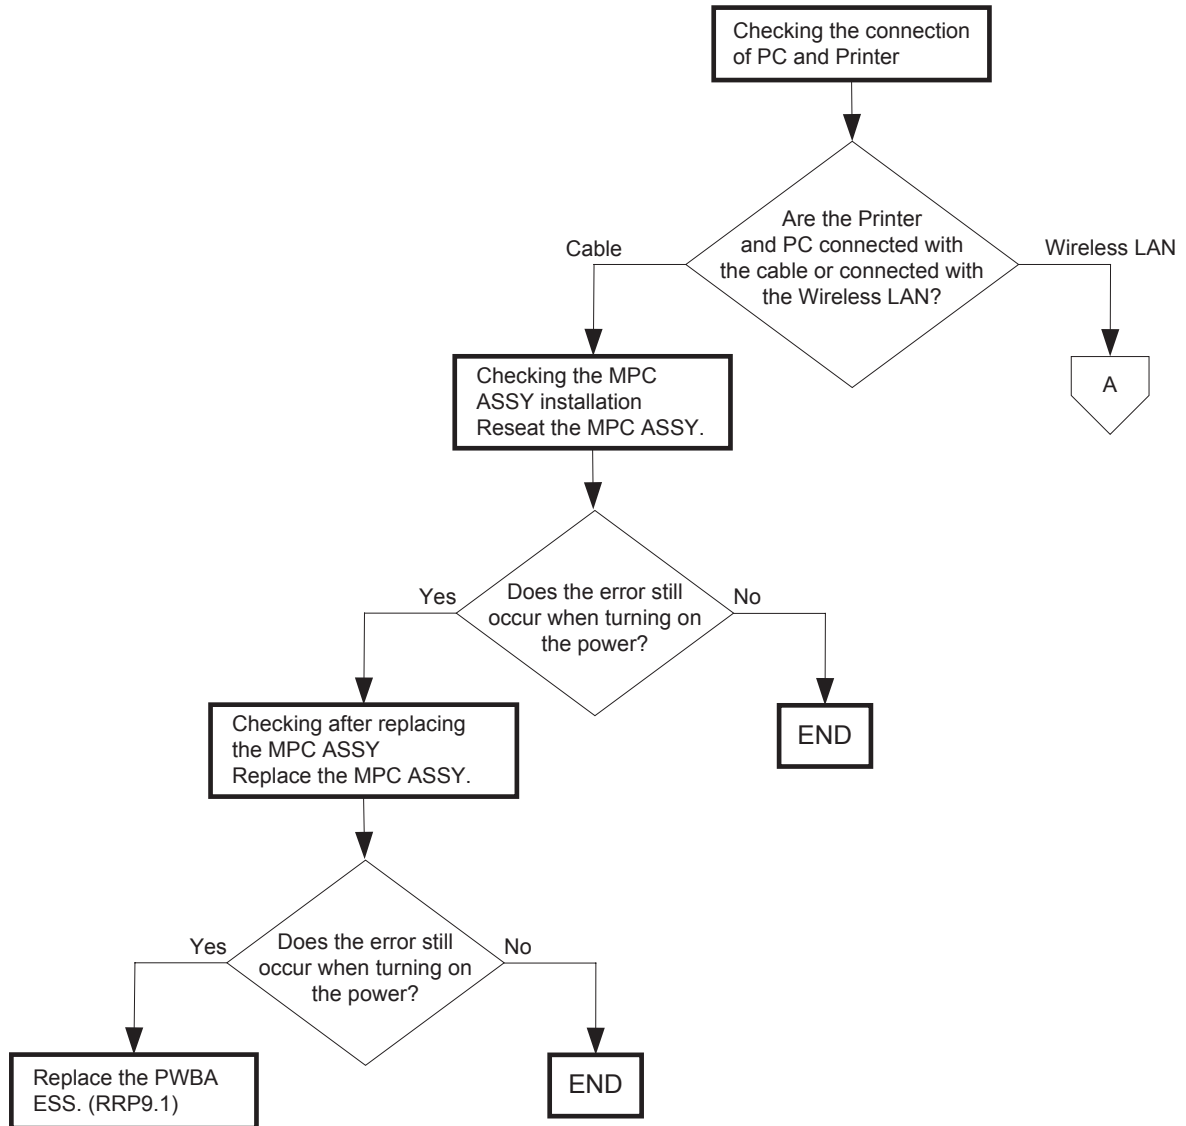 Checking the connection
of PC and Printer
Are the Printer
and PC connected with
the cable or connected with
the Wireless LAN?
Cable
Wireless LAN
Checking the MPC
ASSY installation
Reseat the MPC ASSY.
A
Does the error still
occur when turning on
the power?
Yes
No
Checking after replacing
the MPC ASSY
Replace the MPC ASSY.
END
Does the error still
occur when turning on
the power?
Yes
No
Replace the PWBA
ESS. (RRP9.1)
END